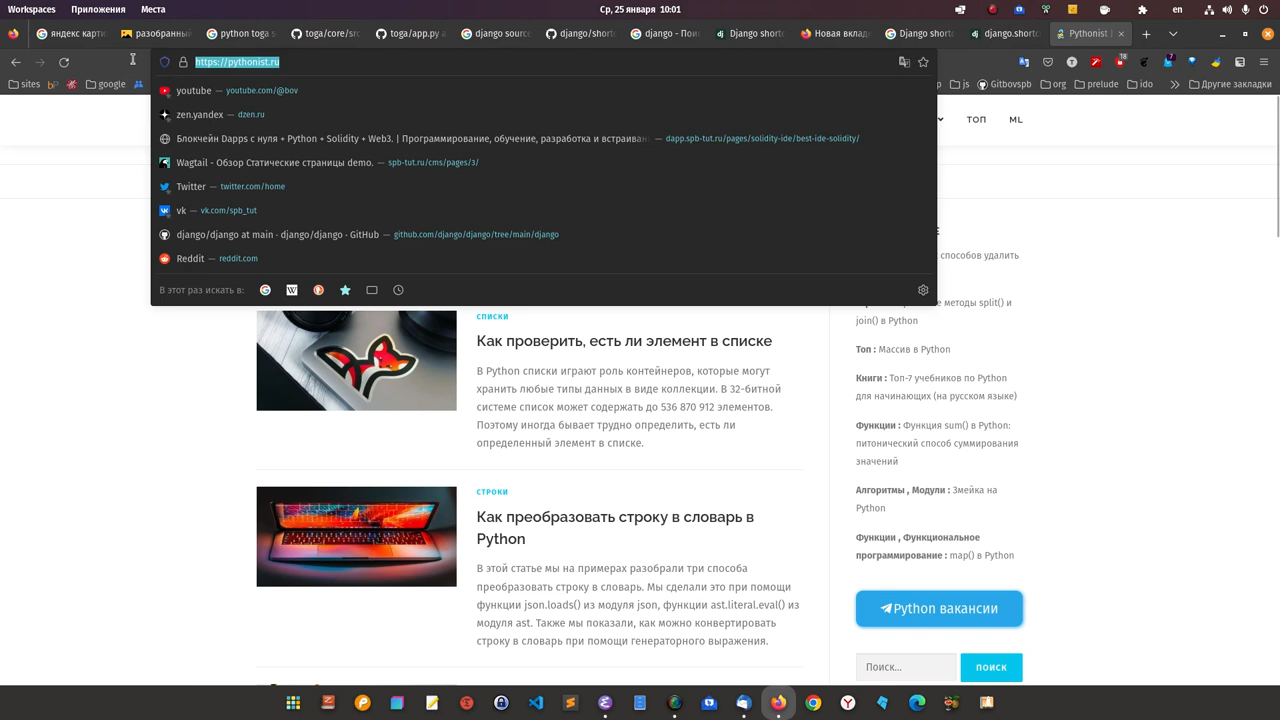 Workspaces Приложения Места Ср, 25 января 10:01 en
яндекс карти
разобранный
python toga s
toga/core/src
toga/app.py a
django source
django/short
django - Пои
Django short
Новая вклад
Django short
django.short
Pythonist |
https://pythonist.ru
18
7
sites bp google js Gitbovspb org prelude ido Другие закладки
youtube — youtube.com/@bov
zen.yandex — dzen.ru
Блокчейн Dapps с нуля + Python + Solidity + Web3. | Программирование, обучение, разработка и встраиван — dapp.spb-tut.ru/pages/solidity-ide/best-ide-solidity/
Wagtail - Обзор Статические страницы demo. — spb-tut.ru/cms/pages/3/
Twitter — twitter.com/home
vk — vk.com/spb_tut
django/django at main · django/django · GitHub — github.com/django/django/tree/main/django
Reddit — reddit.com
В этот раз искать в:
ТОП ML
способов удалить
е методы split() и
join() в Python
Топ : Массив в Python
Книги : Топ-7 учебников по Python
для начинающих (на русском языке)
Функции : Функция sum() в Python:
питонический способ суммирования
значений
Алгоритмы , Модули : Змейка на
Python
Функции , Функциональное
программирование : map() в Python
Python вакансии
Поиск...
ПОИСК
СПИСКИ
Как проверить, есть ли элемент в списке
В Python списки играют роль контейнеров, которые могут
хранить любые типы данных в виде коллекции. В 32-битной
системе список может содержать до 536 870 912 элементов.
Поэтому иногда бывает трудно определить, есть ли
определенный элемент в списке.
СТРОКИ
Как преобразовать строку в словарь в
Python
В этой статье мы на примерах разобрали три способа
преобразовать строку в словарь. Мы сделали это при помощи
функции json.loads() из модуля json, функции ast.literal.eval() из
модуля ast. Также мы показали, как можно конвертировать
строку в словарь при помощи генераторного выражения.